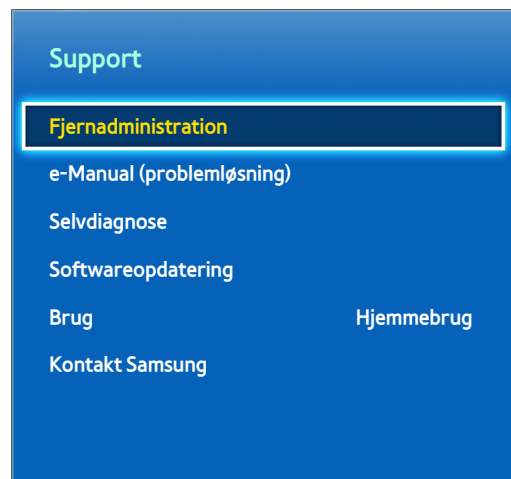 Support
Fjernadministration
e-Manual (problemløsning)
Selvdiagnose
Softwareopdatering
Brug Hjemmebrug
Kontakt Samsung